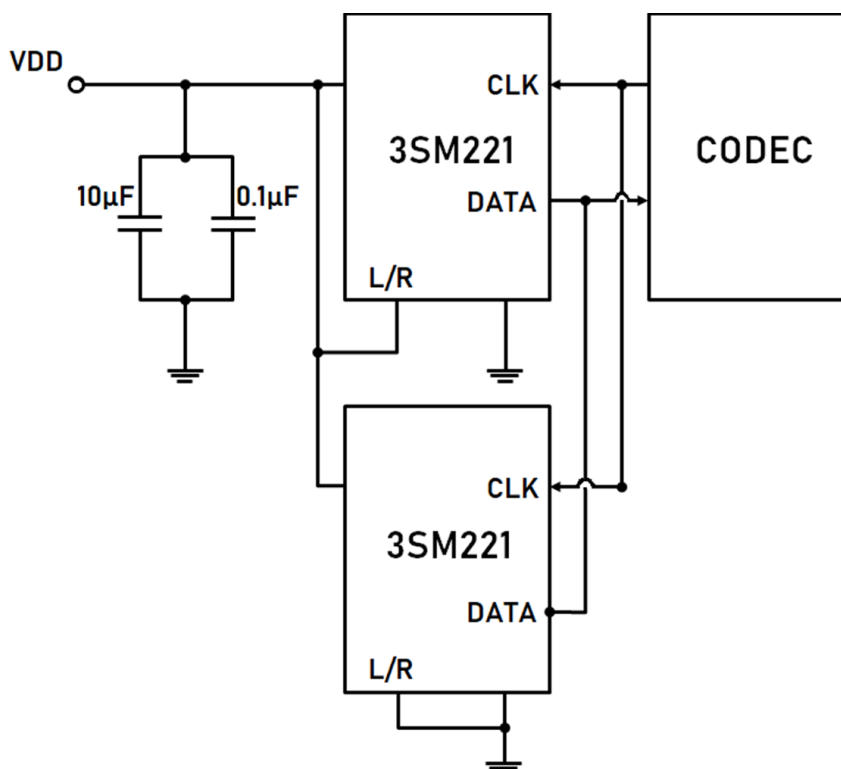 VDD
CLK
3SM221
CODEC
10µF
0.1µF
DATA
L/R
CLK
3SM221
DATA
L/R